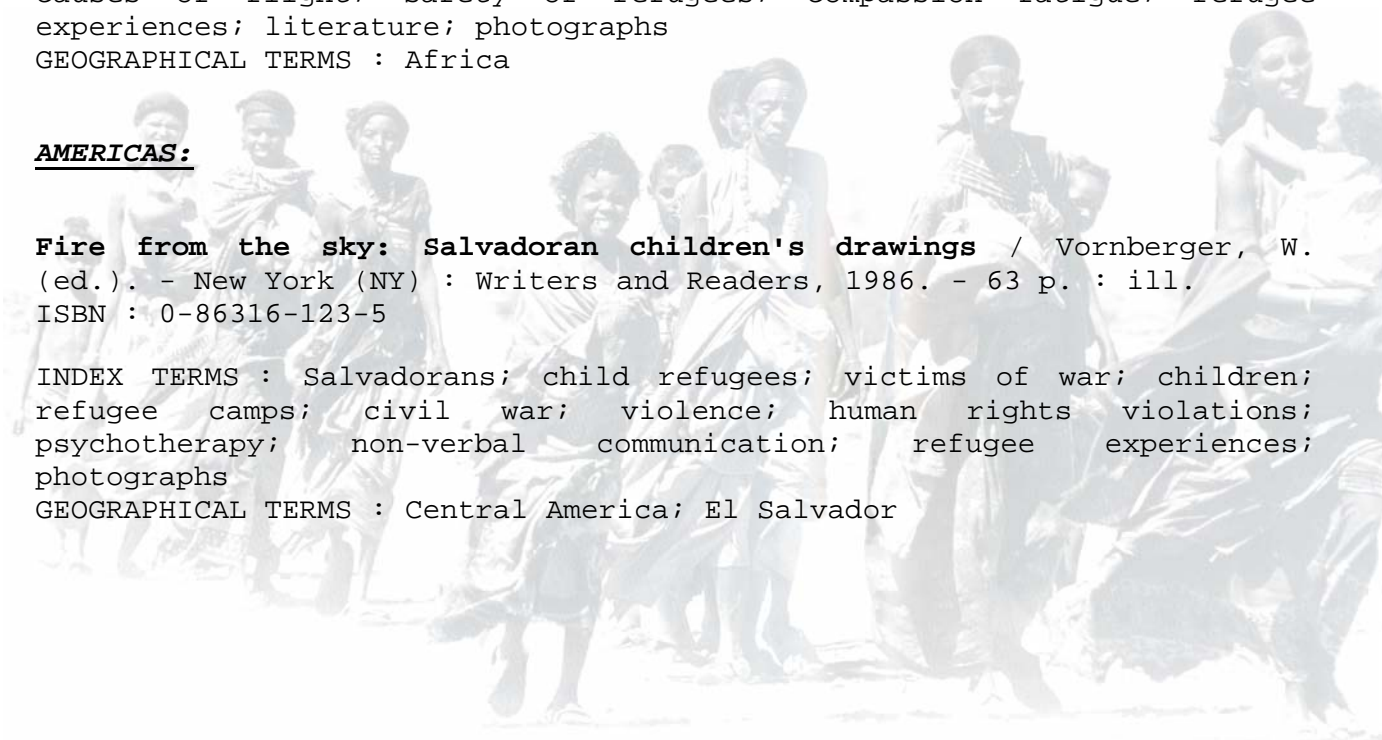 experiences; literature; photographs
GEOGRAPHICAL TERMS : Africa
AMERICAS:
Fire from the sky: Salvadoran children's drawings / Vornberger, W.
(ed.). - New York (NY) : Writers and Readers, 1986. - 63 p. : ill.
ISBN : 0-86316-123-5
INDEX TERMS : Salvadorans; child refugees; victims of war; children;
refugee camps; civil war; violence; human rights violations;
psychotherapy; non-verbal communication; refugee experiences;
photographs
GEOGRAPHICAL TERMS : Central America; El Salvador